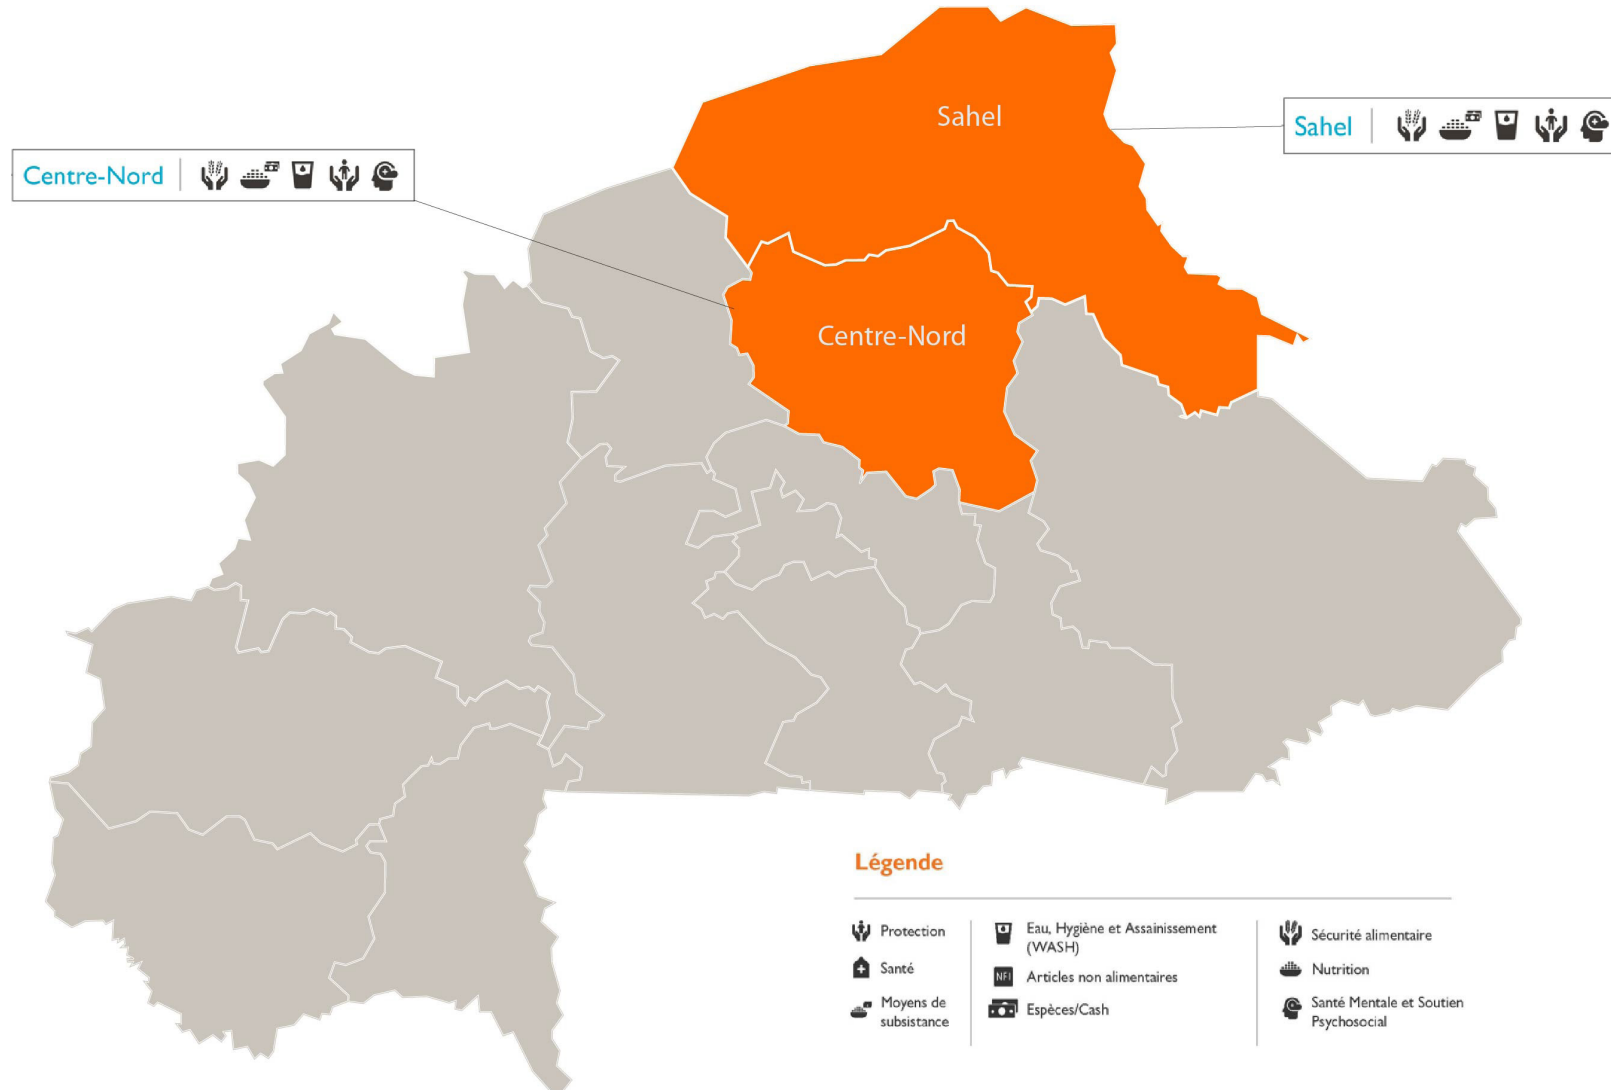 Sahel
Sahel
Centre-Nord
Centre-Nord
Légende
Protection
Santé
Moyens de
subsistance
Eau, Hygiène et Assainissement
(WASH)
NFI
Articles non alimentaires
Espèces/Cash
Sécurité alimentaire
Nutrition
Santé Mentale et Soutien
Psychosocial